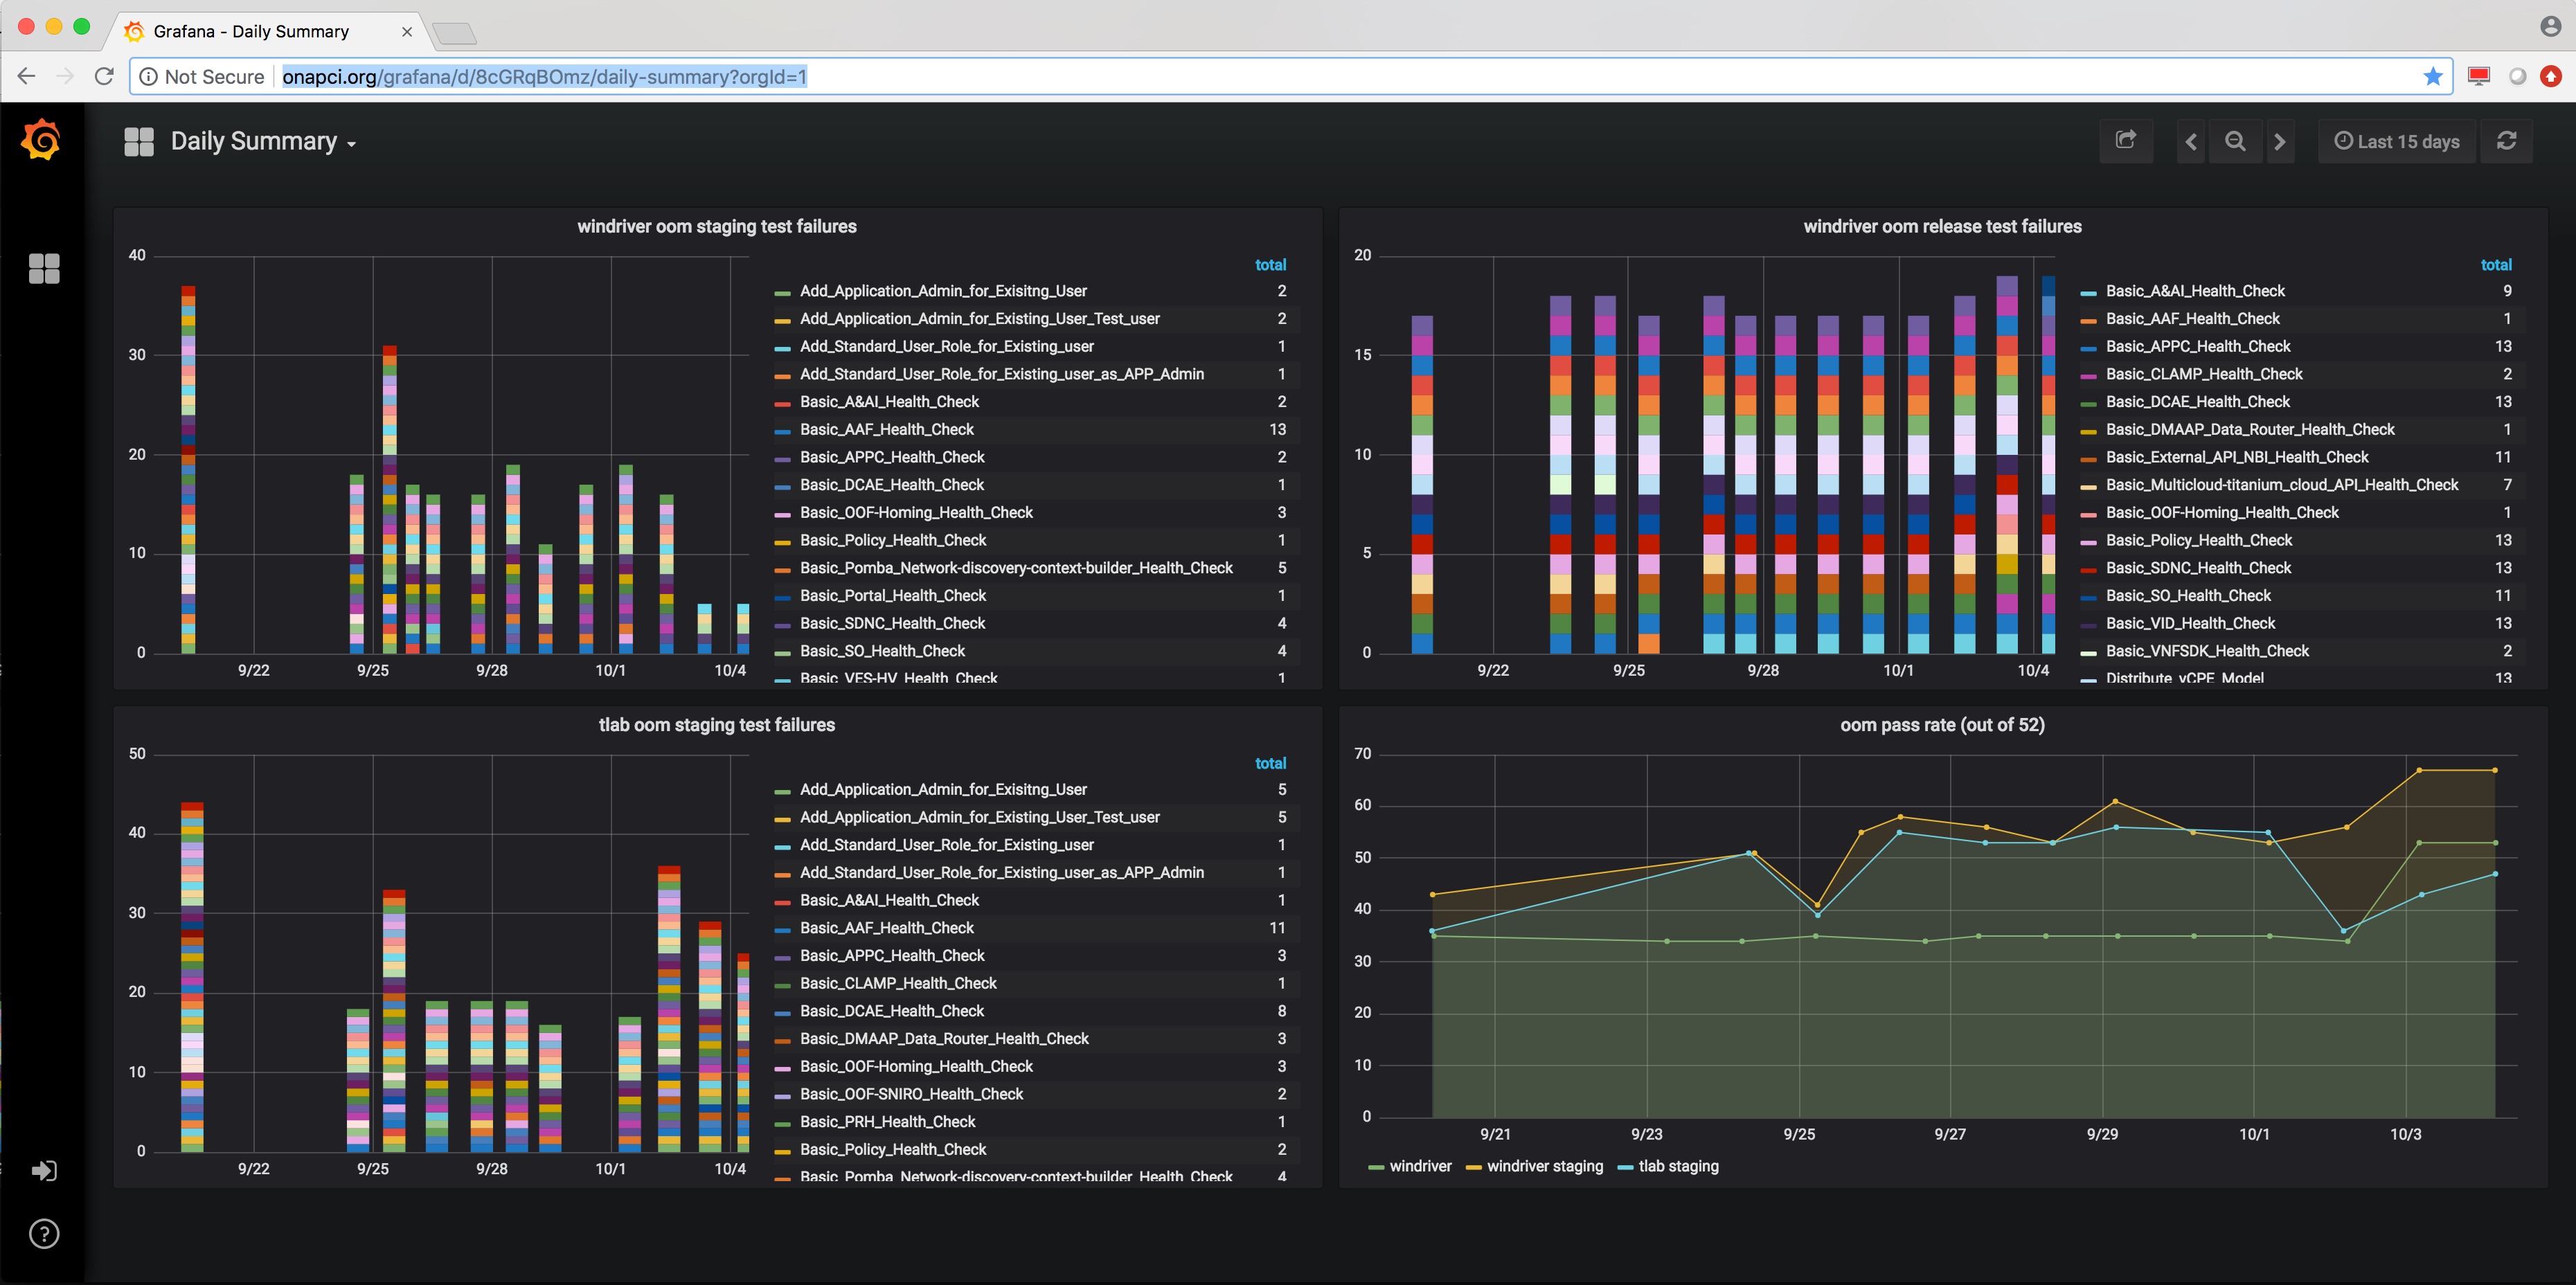 Grafana - Daily Summary
Not Secure | onapci.org/grafana/d/8cGRqBOmz/daily-summary?orgId=1
Daily Summary
Last 15 days
windriver oom staging test failures
total
40
30
20
10
0
9/22 9/25 9/28 10/1 10/4
Add_Application_Admin_for_Exisitng_User 2
Add_Application_Admin_for_Existing_User_Test_user 2
Add_Standard_User_Role_for_Existing_user 1
Add_Standard_User_Role_for_Existing_user_as_APP_Admin 1
Basic_A&AI_Health_Check 2
Basic_AAF_Health_Check 13
Basic_APPC_Health_Check 2
Basic_DCAE_Health_Check 1
Basic_OOF-Homing_Health_Check 3
Basic_Policy_Health_Check 1
Basic_Pomba_Network-discovery-context-builder_Health_Check 5
Basic_Portal_Health_Check 1
Basic_SDNC_Health_Check 4
Basic_SO_Health_Check 4
Basic_VES-HV_Health_Check 1
windriver oom release test failures
total
20
15
10
5
0
9/22 9/25 9/28 10/1 10/4
Basic_A&AI_Health_Check 9
Basic_AAF_Health_Check 1
Basic_APPC_Health_Check 13
Basic_CLAMP_Health_Check 2
Basic_DCAE_Health_Check 13
Basic_DMAAP_Data_Router_Health_Check 1
Basic_External_API_NBI_Health_Check 11
Basic_Multicloud-titanium_cloud_API_Health_Check 7
Basic_OOF-Homing_Health_Check 1
Basic_Policy_Health_Check 13
Basic_SDNC_Health_Check 13
Basic_SO_Health_Check 11
Basic_VID_Health_Check 13
Basic_VNFSDK_Health_Check 2
Distribute_vCPE_Model 13
tlab oom staging test failures
total
50
40
30
20
10
0
9/22 9/25 9/28 10/1 10/4
Add_Application_Admin_for_Exisitng_User 5
Add_Application_Admin_for_Existing_User_Test_user 5
Add_Standard_User_Role_for_Existing_user 1
Add_Standard_User_Role_for_Existing_user_as_APP_Admin 1
Basic_A&AI_Health_Check 1
Basic_AAF_Health_Check 11
Basic_APPC_Health_Check 3
Basic_CLAMP_Health_Check 1
Basic_DCAE_Health_Check 8
Basic_DMAAP_Data_Router_Health_Check 3
Basic_OOF-Homing_Health_Check 3
Basic_OOF-SNIRO_Health_Check 2
Basic_PRH_Health_Check 1
Basic_Policy_Health_Check 2
Basic_Pomba_Network-discovery-context-builder_Health_Check 4
oom pass rate (out of 52)
70
60
50
40
30
20
10
0
9/21 9/23 9/25 9/27 9/29 10/1 10/3
windriver windriver staging tlab staging